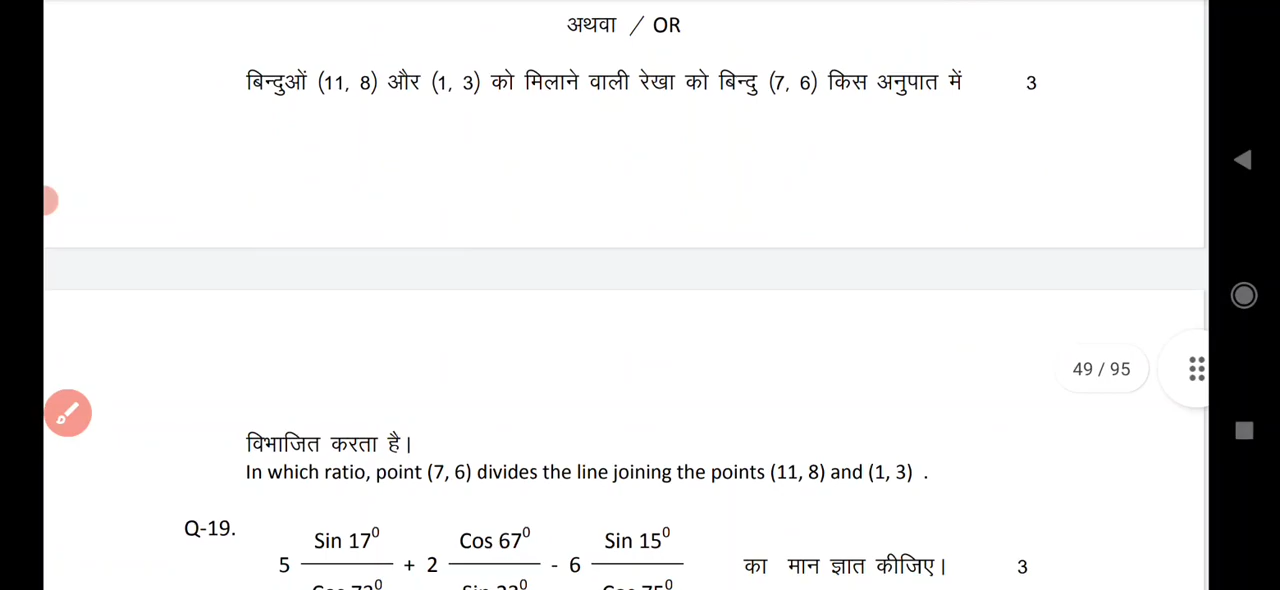 अथवा / OR
बिन्दुओं (11, 8) और (1, 3) को मिलाने वाली रेखा को बिन्दु (7, 6) किस अनुपात में 3
49 / 95
विभाजित करता है।
In which ratio, point (7, 6) divides the line joining the points (11, 8) and (1, 3) .
Q-19.
Sin 17⁰ Cos 67⁰ Sin 15⁰
5 + 2 - 6 का मान ज्ञात कीजिए। 3